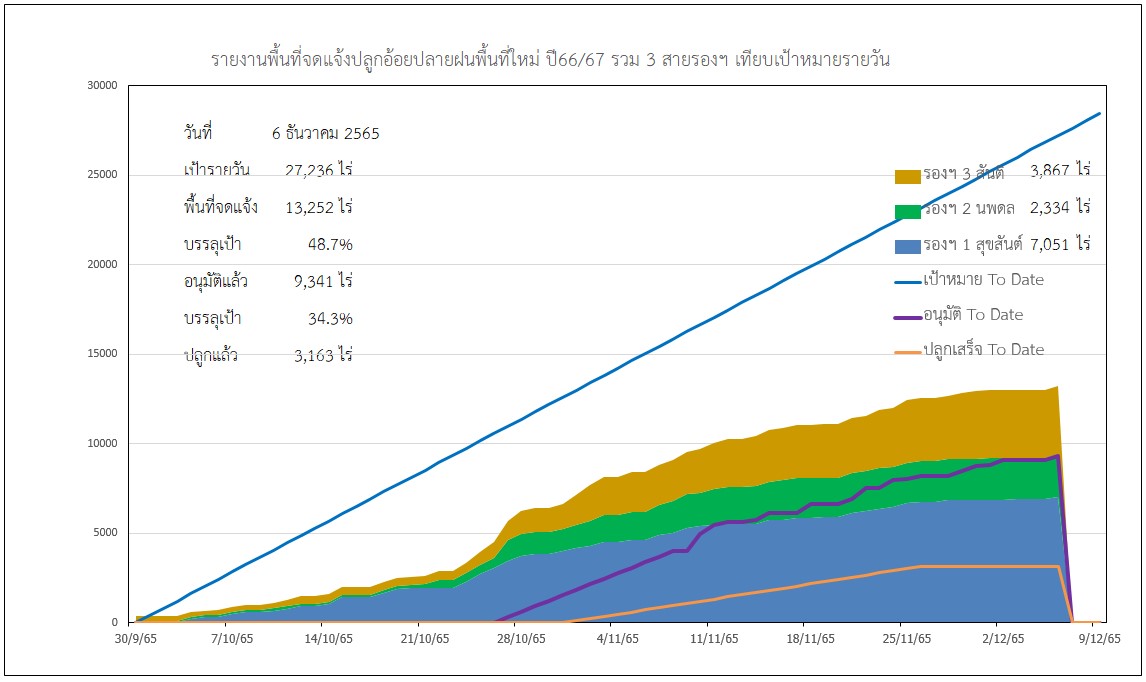 รายงานพื้นที่จดแจ้งปลูกอ้อยปลายฝนพื้นที่ใหม่ ปี66/67 รวม 3 สายรองฯ เทียบเป้าหมายรายวัน
30000
วันที่ 6 ธันวาคม 2565
เป้ารายวัน 27,236 ไร่
25000
รองฯ 3 สันติ 3,867 ไร่
พื้นที่จดแจ้ง 13,252 ไร่
รองฯ 2 นพดล 2,334 ไร่
บรรลุเป้า 48.7%
รองฯ 1 สุขสันต์ 7,051 ไร่
20000
อนุมัติแล้ว 9,341 ไร่
เป้าหมาย To Date
บรรลุเป้า 34.3%
อนุมัติ To Date
15000
ปลูกแล้ว 3,163 ไร่
ปลูกเสร็จ To Date
10000
5000
0
30/9/65 7/10/65 14/10/65 21/10/65 28/10/65 4/11/65 11/11/65 18/11/65 25/11/65 2/12/65 9/12/65